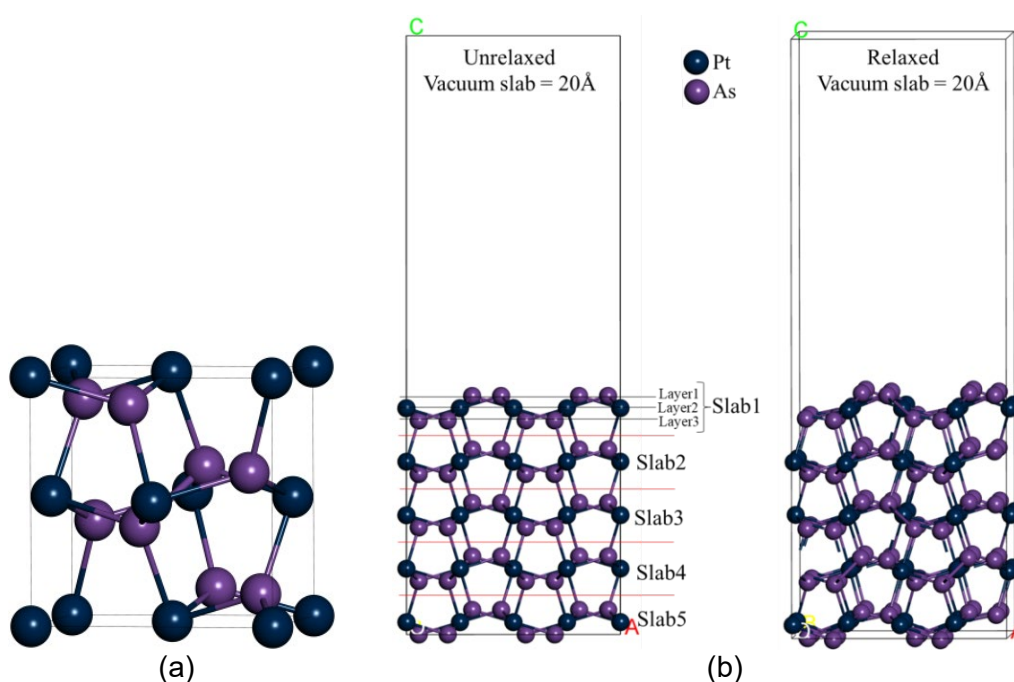 C
Unrelaxed
Vacuum slab = 20Å
Pt
As
C
Relaxed
Vacuum slab = 20Å
Layer1
Layer2
Layer3
Slab1
Slab2
Slab3
Slab4
Slab5
A
B
(a)
(b)